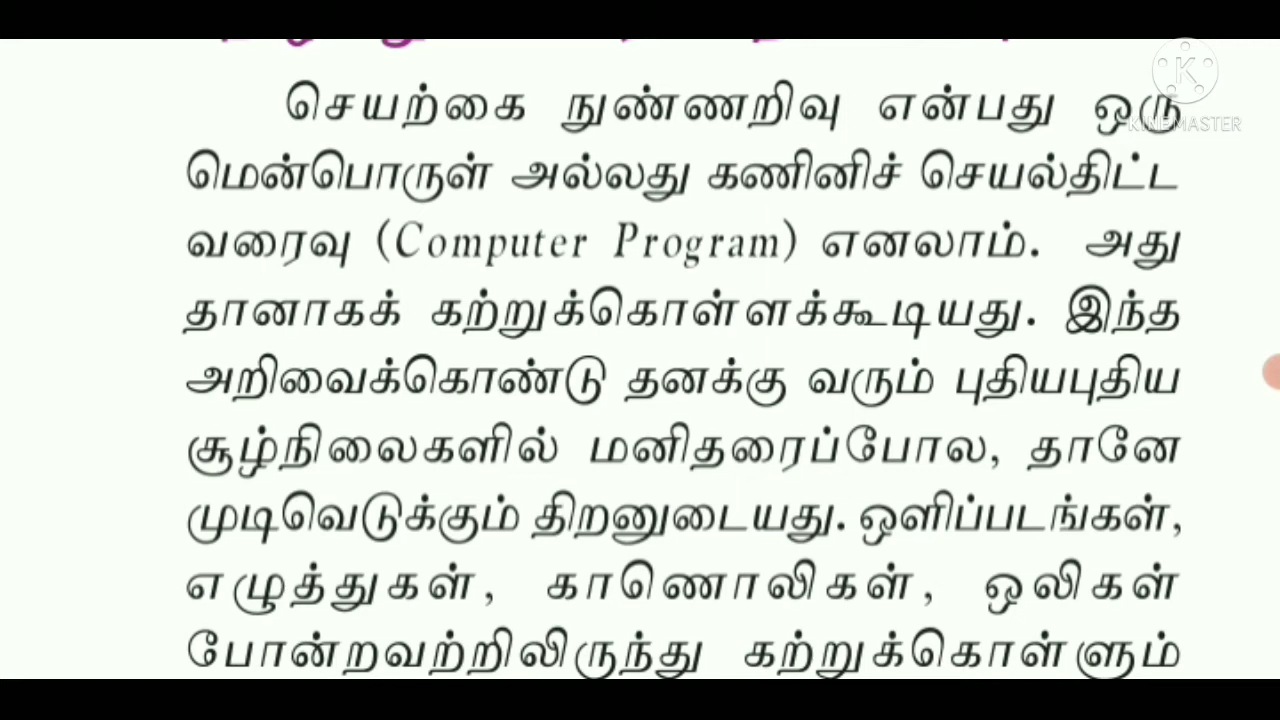 செயற்கை நுண்ணறிவு என்பது ஒரு
மென்பொருள் அல்லது கணினிச் செயல்திட்ட
வரைவு (Computer Program) எனலாம். அது
தானாகக் கற்றுக்கொள்ளக்கூடியது. இந்த
அறிவைக்கொண்டு தனக்கு வரும் புதியபுதிய
சூழ்நிலைகளில் மனிதரைப்போல, தானே
முடிவெடுக்கும் திறனுடையது. ஒளிப்படங்கள்,
எழுத்துகள், காணொலிகள், ஒலிகள்
போன்றவற்றிலிருந்து கற்றுக்கொள்ளும்
K
KINEMASTER